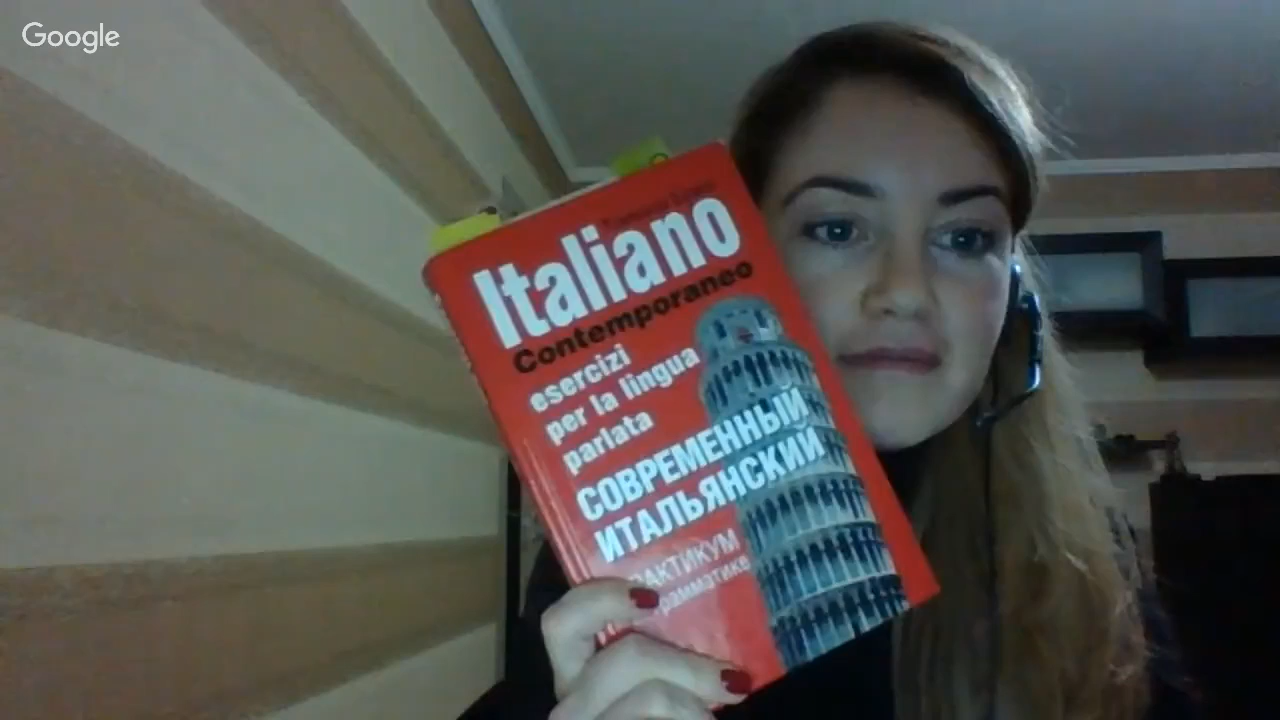 Google
Italiano
Contemporaneo
esercizi
per la lingua
parlata
СОВРЕМЕННЫЙ
ИТАЛЬЯНСКИЙ